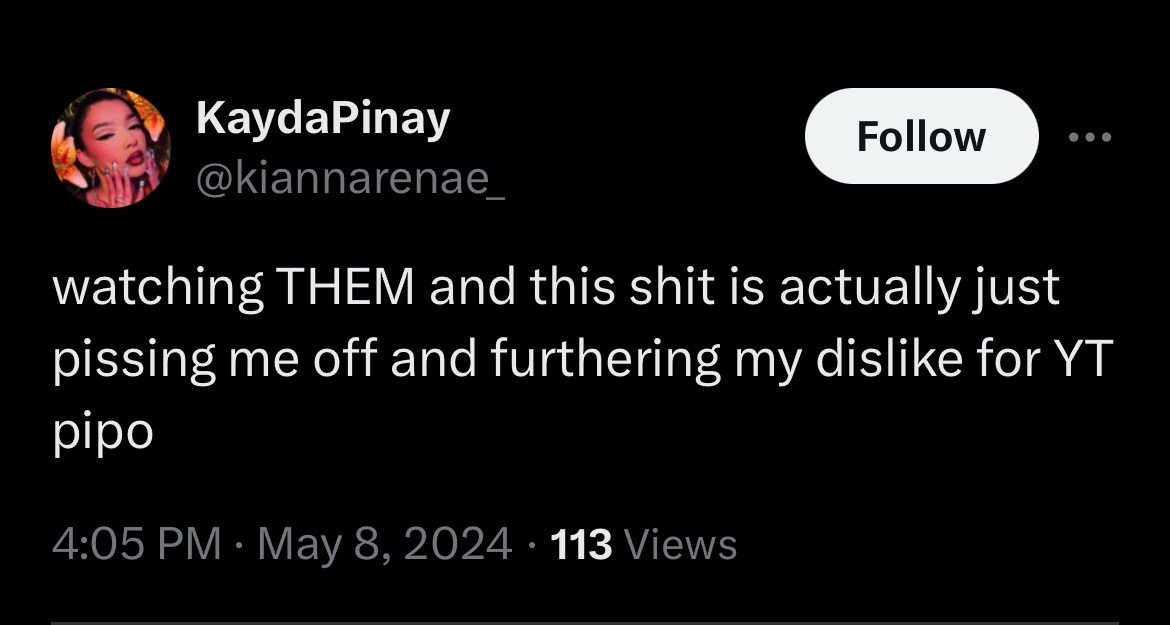 KaydaPinay
@kiannarenae_
Follow
watching THEM and this shit is actually just
pissing me off and furthering my dislike for YT
pipo
4:05 PM · May 8, 2024 · 113 Views